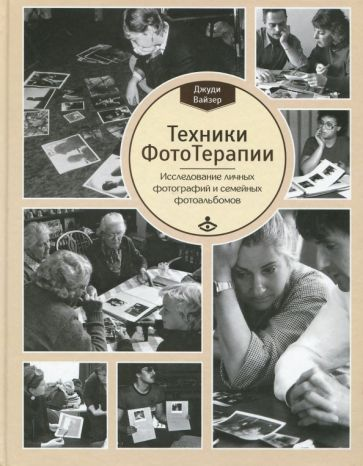 Джуди
Вайзер
Техники
ФотоТерапии
Исследование личных
фотографий и семейных
фотоальбомов